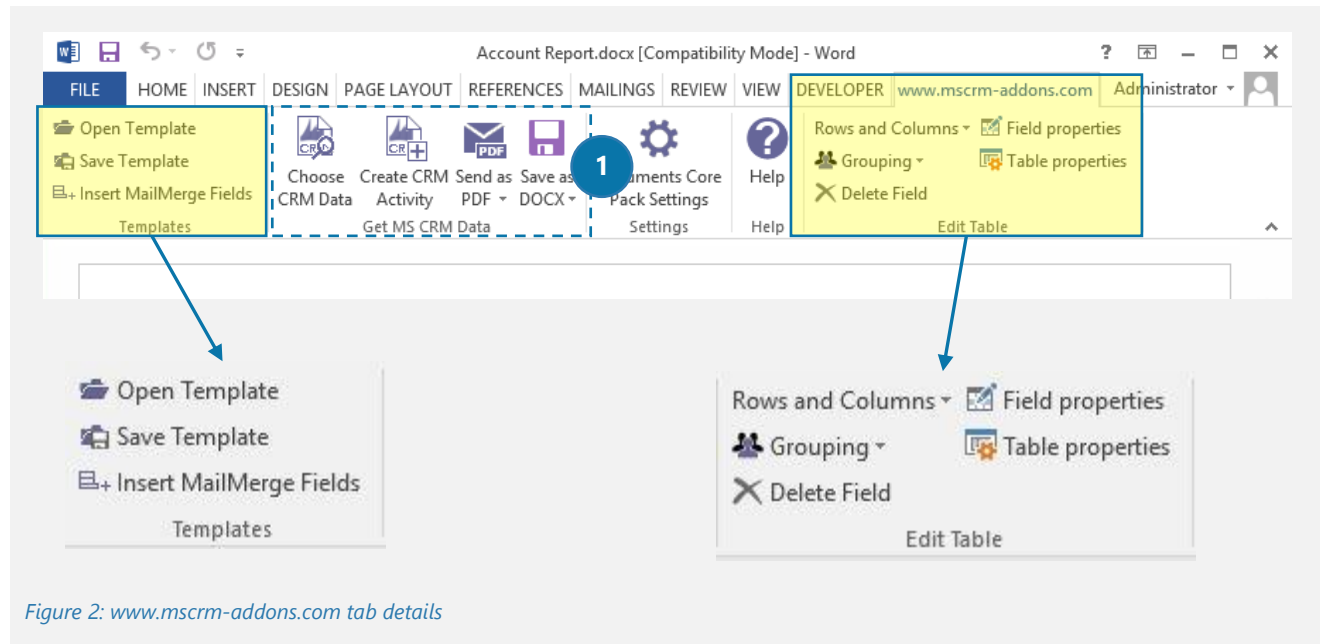 Account Report.docx [Compatibility Mode] - Word
FILE HOME INSERT DESIGN PAGE LAYOUT REFERENCES MAILINGS REVIEW VIEW DEVELOPER www.mscrm-addons.com Administrator
Open Template
Save Template
Insert MailMerge Fields
Templates
Choose
CRM Data
Create CRM
Activity
Send as
PDF
Save as
DOCX
Get MS CRM Data
1
Core
Pack Settings
Settings
Help
Help
Rows and Columns
Field properties
Grouping
Table properties
Delete Field
Edit Table
Open Template
Save Template
Insert MailMerge Fields
Templates
Rows and Columns
Field properties
Grouping
Table properties
Delete Field
Edit Table
Figure 2: www.mscrm-addons.com tab details